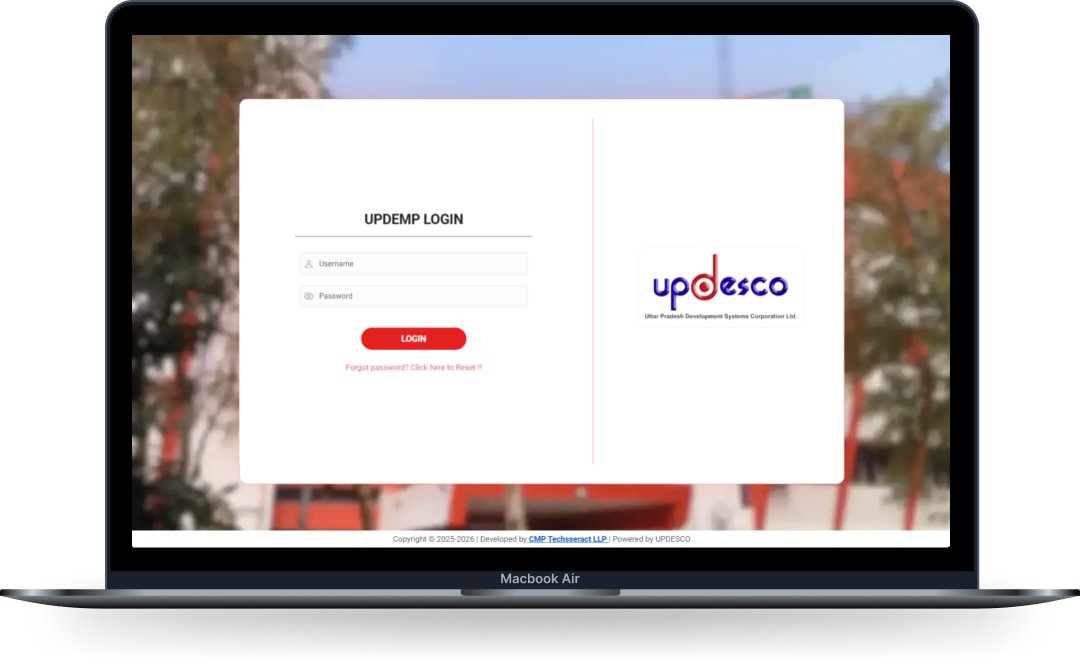 UPDEMP LOGIN
Username
Password
LOGIN
Forgot password? Click here to Reset !!
updesco
Uttar Pradesh Development Systems Corporation Ltd.
Copyright © 2025-2026 | Developed by CMP Techsseract LLP | Powered by UPDESCO
Macbook Air